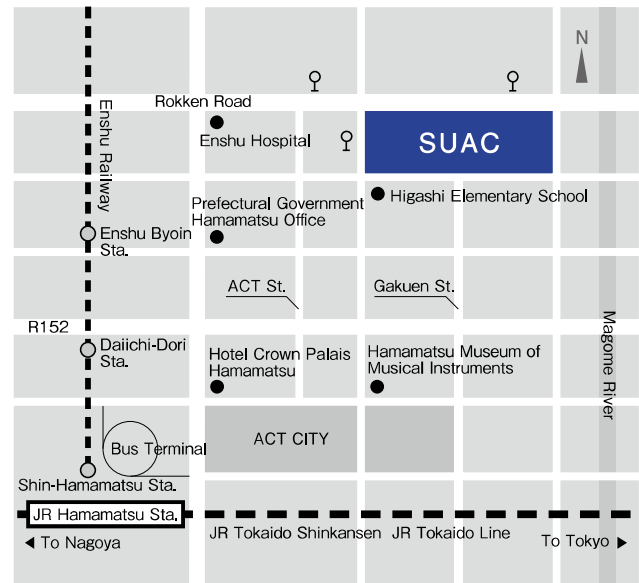 N
Rokken Road
Enshu Railway
Enshu Hospital
SUAC
Prefectural Government
Hamamatsu Office
Higashi Elementary School
Enshu Byoin
Sta.
ACT St.
Gakuen St.
R152
Daiichi-Dori
Sta.
Hotel Crown Palais
Hamamatsu
Hamamatsu Museum of
Musical Instruments
Magome River
Bus Terminal
ACT CITY
Shin-Hamamatsu Sta.
JR Hamamatsu Sta.
JR Tokaido Shinkansen
JR Tokaido Line
To Nagoya
To Tokyo